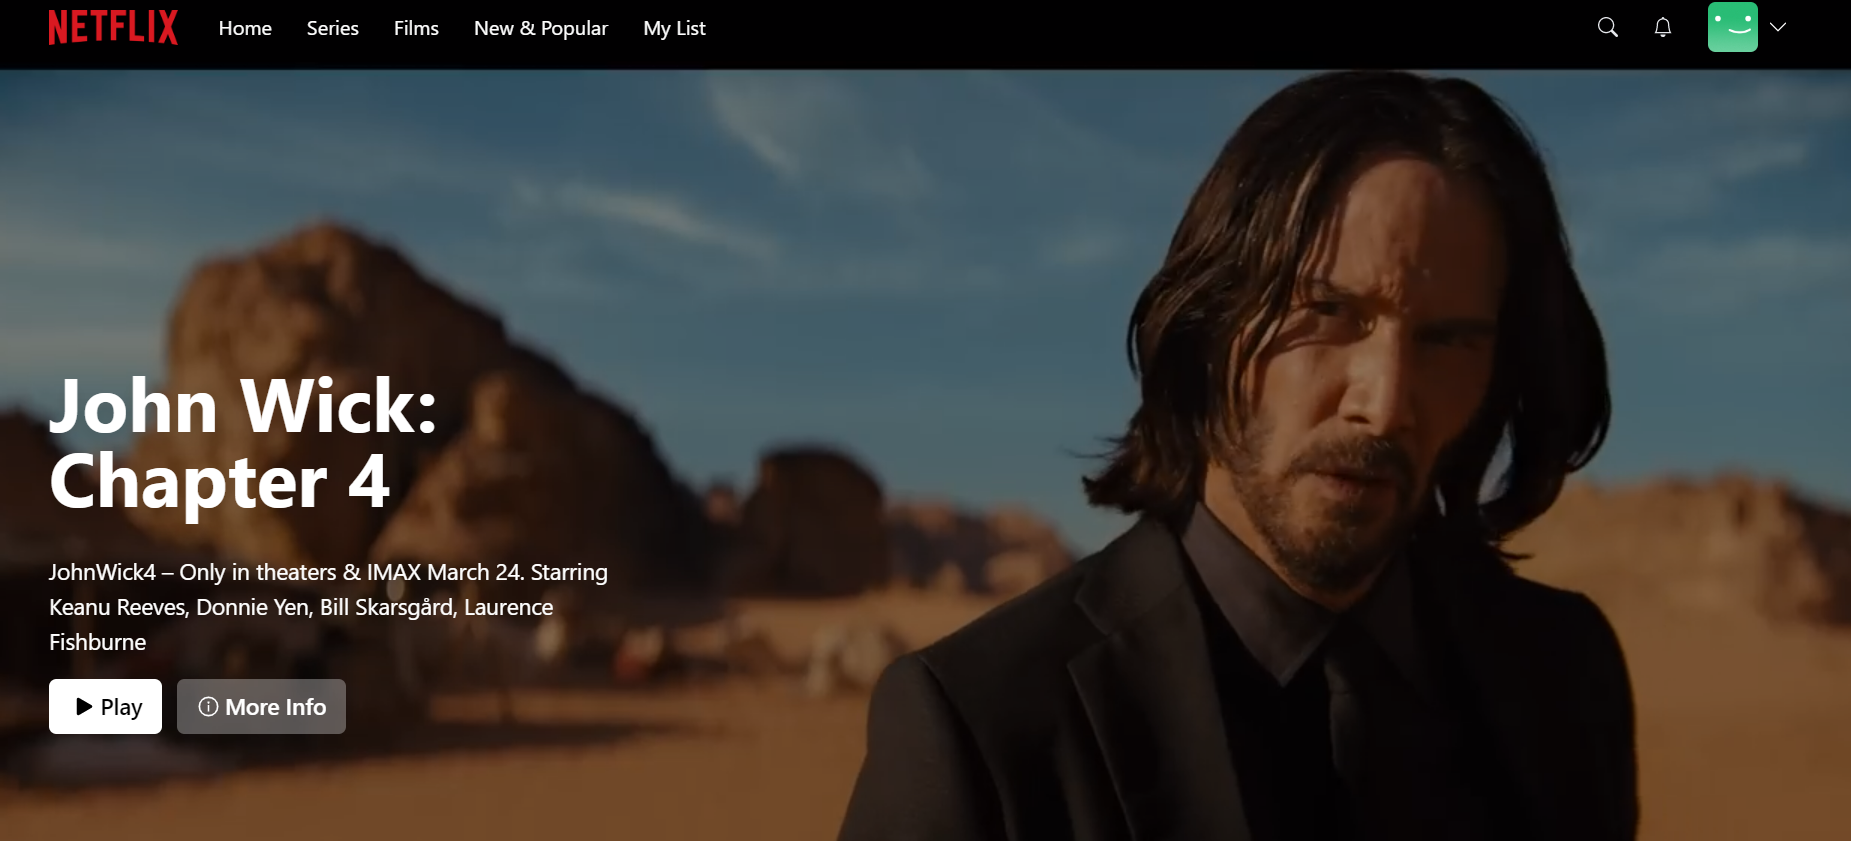 NETFLIX Home Series Films New & Popular My List
John Wick:
Chapter 4
JohnWick4 – Only in theaters & IMAX March 24. Starring
Keanu Reeves, Donnie Yen, Bill Skarsgård, Laurence
Fishburne
Play More Info